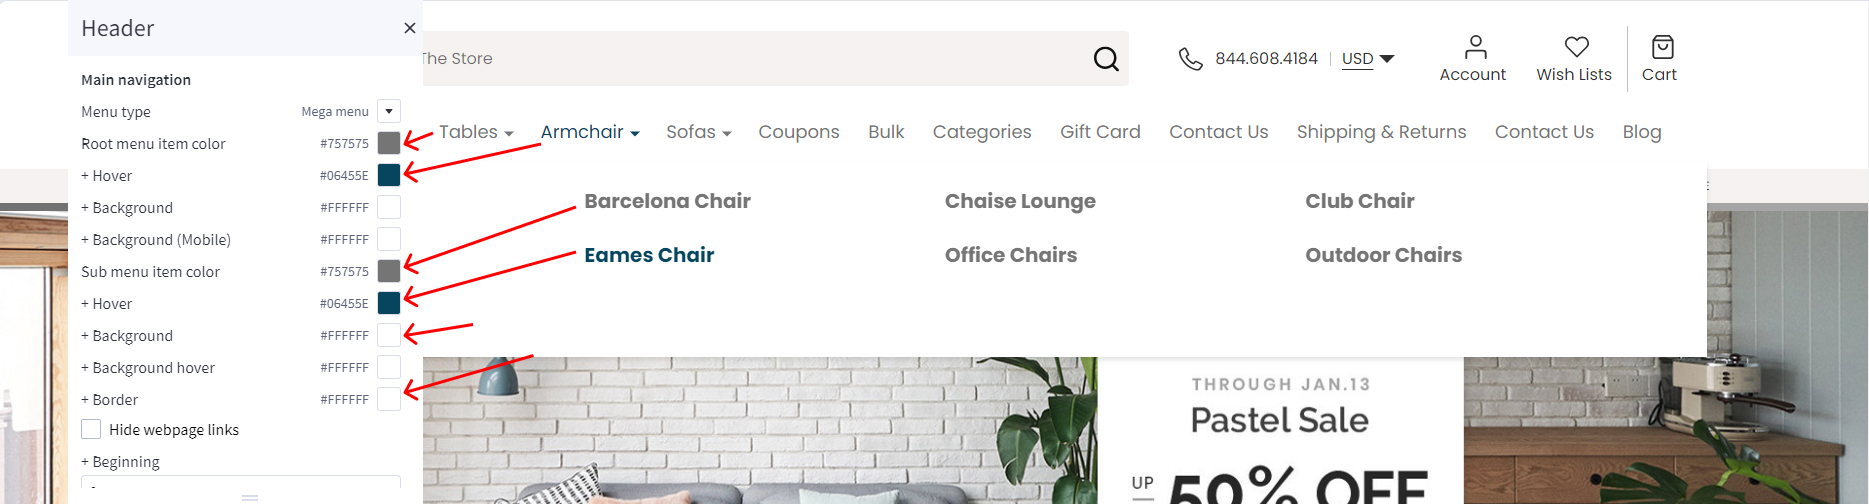 Header
Main navigation
Menu type Mega menu
Root menu item color #757575
+ Hover #06455E
+ Background #FFFFFF
+ Background (Mobile) #FFFFFF
Sub menu item color #757575
+ Hover #06455E
+ Background #FFFFFF
+ Background hover #FFFFFF
+ Border #FFFFFF
Hide webpage links
+ Beginning
The Store
844.608.4184 | USD
Account Wish Lists Cart
Tables Armchair Sofas Coupons Bulk Categories Gift Card Contact Us Shipping & Returns Contact Us Blog
Barcelona Chair Chaise Lounge Club Chair
Eames Chair Office Chairs Outdoor Chairs
THROUGH JAN.13
Pastel Sale
UP
50% OFF